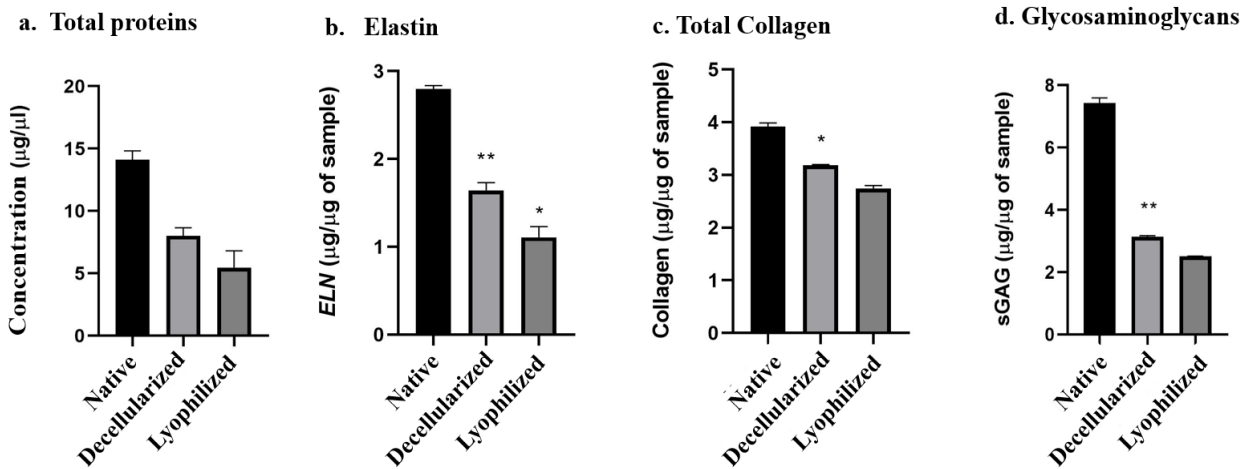 a. Total proteins
Concentration (µg/µl)
20
15
10
5
0
Native
Decellularized
Lyophilized
b. Elastin
ELN (µg/µg of sample)
3
2
1
0
**
*
Native
Decellularized
Lyophilized
c. Total Collagen
Collagen (µg/µg of sample)
5
4
3
2
1
0
*
Native
Decellularized
Lyophilized
d. Glycosaminoglycans
sGAG (µg/µg of sample)
8
6
4
2
0
**
Native
Decellularized
Lyophilized